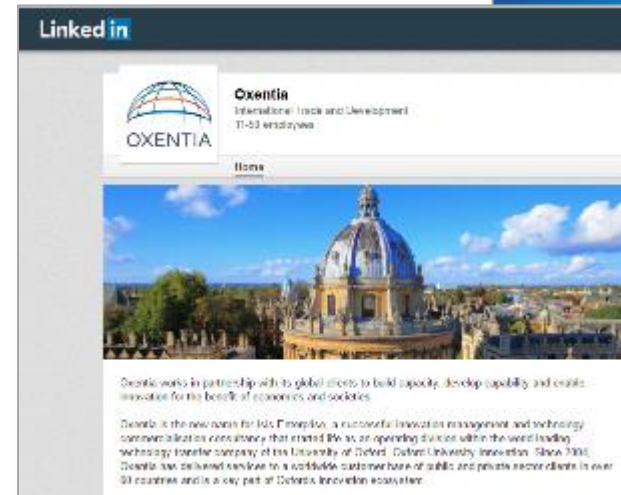 Linked in
Oxentia
International Trade and Development
11-50 employees
OXENTIA
Home
Oxentia works in partnership with its global clients to build capacity, develop capability and enable
innovation for the benefit of economies and societies
Oxentia is the new name for Isis Enterprise, a successful innovation management and technology
commercialisation consultancy that started life as an operating division within the world leading
technology transfer company of the University of Oxford, Oxford University Innovation. Since 2004,
Oxentia has delivered services to a worldwide customer base of public and private sector clients in over
countries and is a key part of Oxford's innovation ecosystem